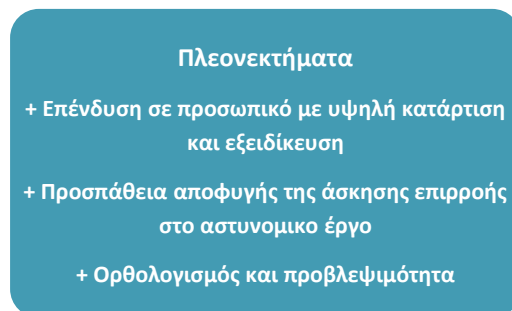 Πλεονεκτήματα
+ Επένδυση σε προσωπικό με υψηλή κατάρτιση
και εξειδίκευση
+ Προσπάθεια αποφυγής της άσκησης επιρροής
στο αστυνομικο έργο
+ Ορθολογισμός και προβλεψιμότητα